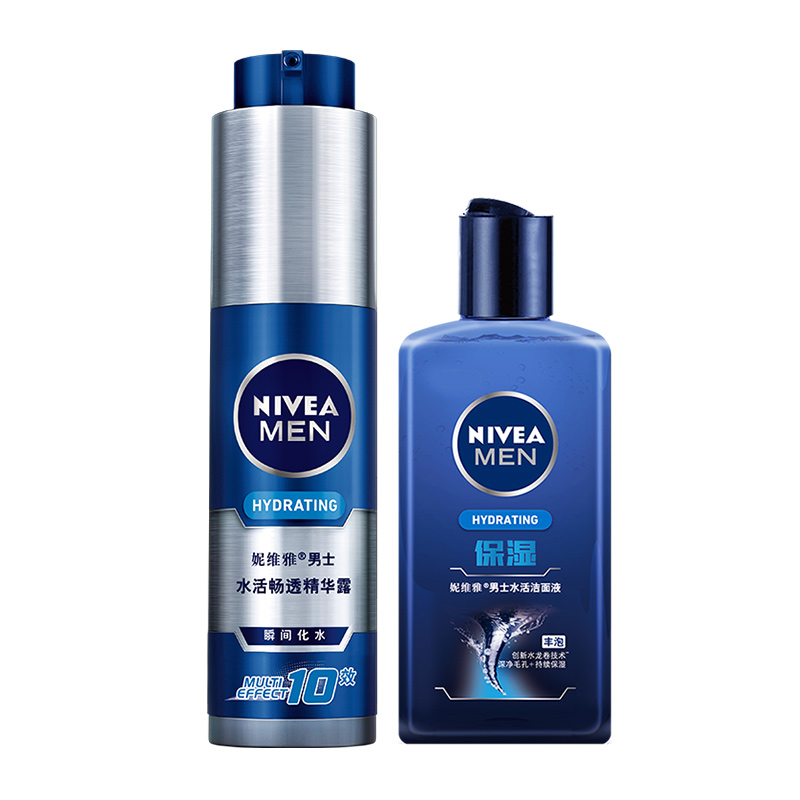 NIVEA
MEN
HYDRATING
妮维雅®男士
水活畅透精华露
瞬间化水
MULTI
EFFECT 10效
NIVEA
MEN
HYDRATING
保湿
妮维雅®男士水活洁面液
丰泡
创新水龙卷技术
深净毛孔+持续保湿